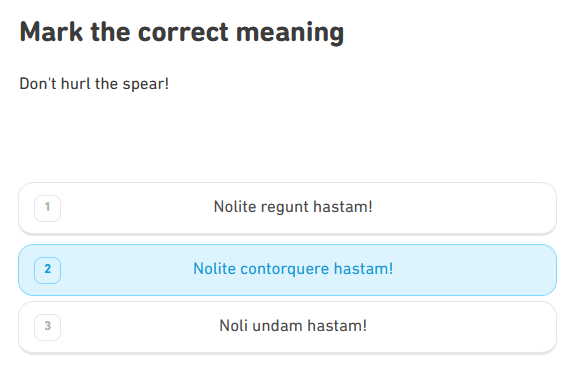 Mark the correct meaning
Don't hurl the spear!
1 Nolite regunt hastam!
2 Nolite contorquere hastam!
3 Noli undam hastam!